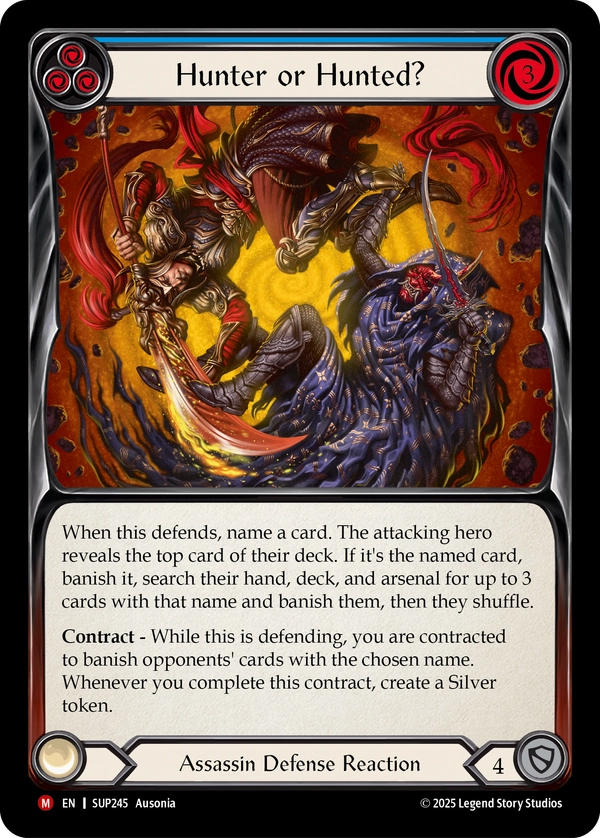 Hunter or Hunted?
3
When this defends, name a card. The attacking hero
reveals the top card of their deck. If it's the named card,
banish it, search their hand, deck, and arsenal for up to 3
cards with that name and banish them, then they shuffle.
Contract - While this is defending, you are contracted
to banish opponents' cards with the chosen name.
Whenever you complete this contract, create a Silver
token.
Assassin Defense Reaction
4
M EN | SUP245 Ausonia
© 2025 Legend Story Studios